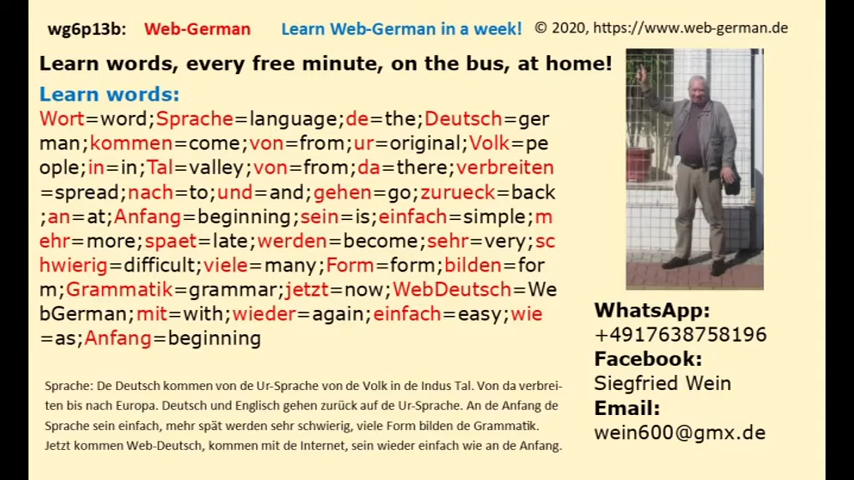 wg6p13b: Web-German Learn Web-German in a week! © 2020, https://www.web-german.de
Learn words, every free minute, on the bus, at home!
Learn words:
Wort=word;Sprache=language;de=the;Deutsch=ger
man;kommen=come;von=from;ur=original;Volk=pe
ople;in=in;Tal=valley;von=from;da=there;verbreiten
=spread;nach=to;und=and;gehen=go;zurueck=back
;an=at;Anfang=beginning;sein=is;einfach=simple;m
ehr=more;spaet=late;werden=become;sehr=very;sc
hwierig=difficult;viele=many;Form=form;bilden=for
m;Grammatik=grammar;jetzt=now;WebDeutsch=We
bGerman;mit=with;wieder=again;einfach=easy;wie
=as;Anfang=beginning
Sprache: De Deutsch kommen von de Ur-Sprache von de Volk in de Indus Tal. Von da verbrei-
ten bis nach Europa. Deutsch und Englisch gehen zurück auf de Ur-Sprache. An de Anfang de
Sprache sein einfach, mehr spät werden sehr schwierig, viele Form bilden de Grammatik.
Jetzt kommen Web-Deutsch, kommen mit de Internet, sein wieder einfach wie an de Anfang.
WhatsApp:
+4917638758196
Facebook:
Siegfried Wein
Email:
wein600@gmx.de